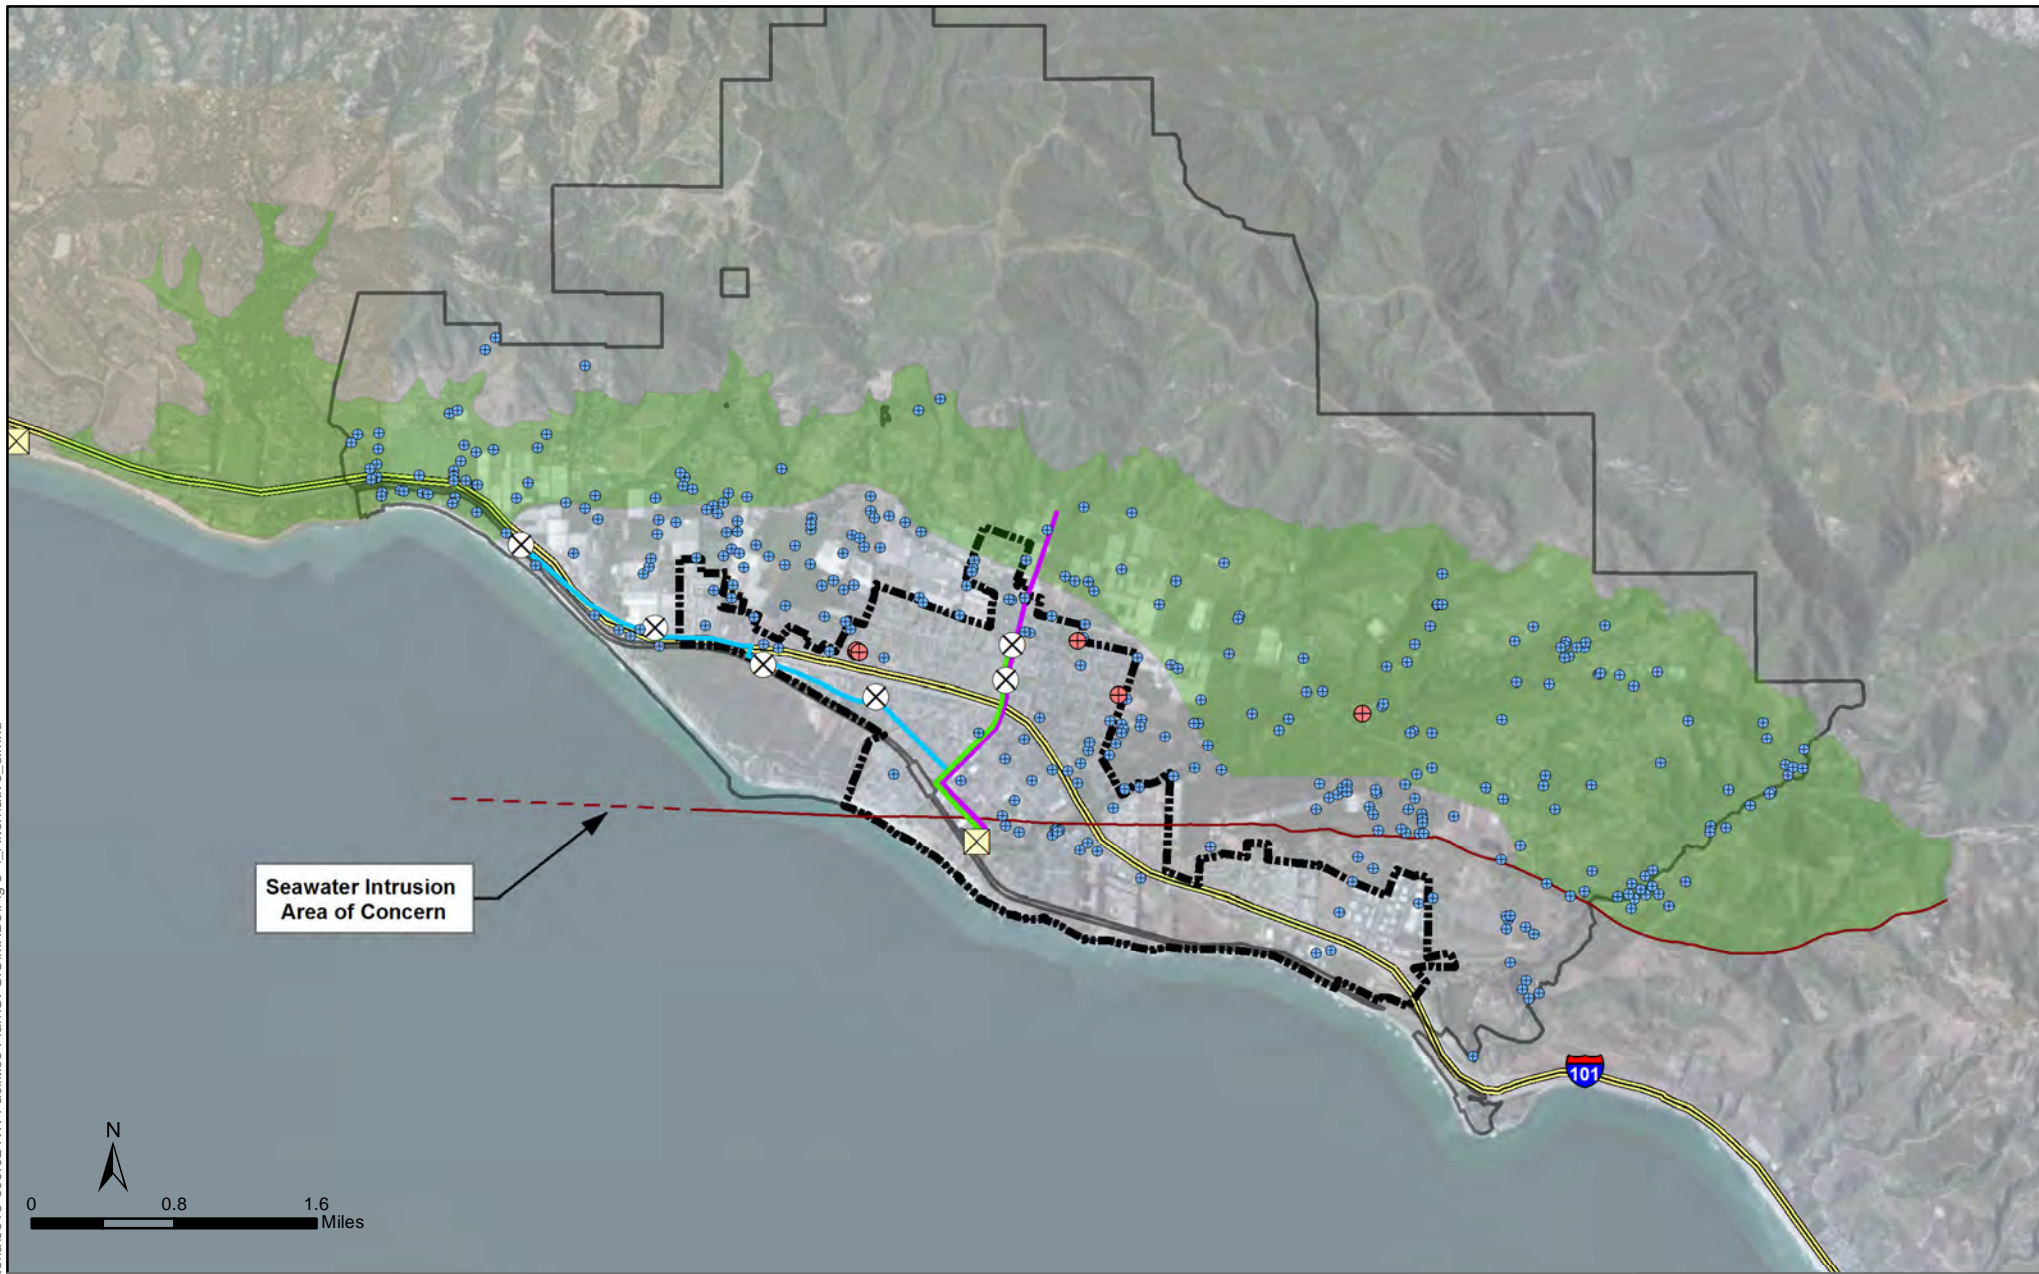 Seawater Intrusion
Area of Concern
101
N
0 0.8 1.6
Miles